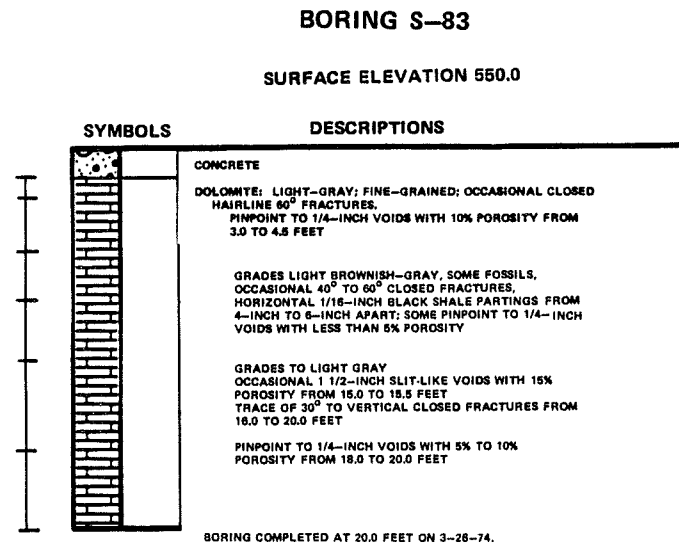 BORING S–83
SURFACE ELEVATION 550.0
SYMBOLS DESCRIPTIONS
CONCRETE
DOLOMITE: LIGHT–GRAY; FINE–GRAINED; OCCASIONAL CLOSED
HAIRLINE 60° FRACTURES,
PINPOINT TO 1/4–INCH VOIDS WITH 10% POROSITY FROM
3.0 TO 4.5 FEET
GRADES LIGHT BROWNISH–GRAY, SOME FOSSILS,
OCCASIONAL 40° TO 60° CLOSED FRACTURES,
HORIZONTAL 1/16–INCH BLACK SHALE PARTINGS FROM
4–INCH TO 6–INCH APART; SOME PINPOINT TO 1/4–INCH
VOIDS WITH LESS THAN 5% POROSITY
GRADES TO LIGHT GRAY
OCCASIONAL 1 1/2–INCH SLIT-LIKE VOIDS WITH 15%
POROSITY FROM 15.0 TO 15.5 FEET
TRACE OF 30° TO VERTICAL CLOSED FRACTURES FROM
16.0 TO 20.0 FEET
PINPOINT TO 1/4–INCH VOIDS WITH 5% TO 10%
POROSITY FROM 18.0 TO 20.0 FEET
BORING COMPLETED AT 20.0 FEET ON 3–26–74.